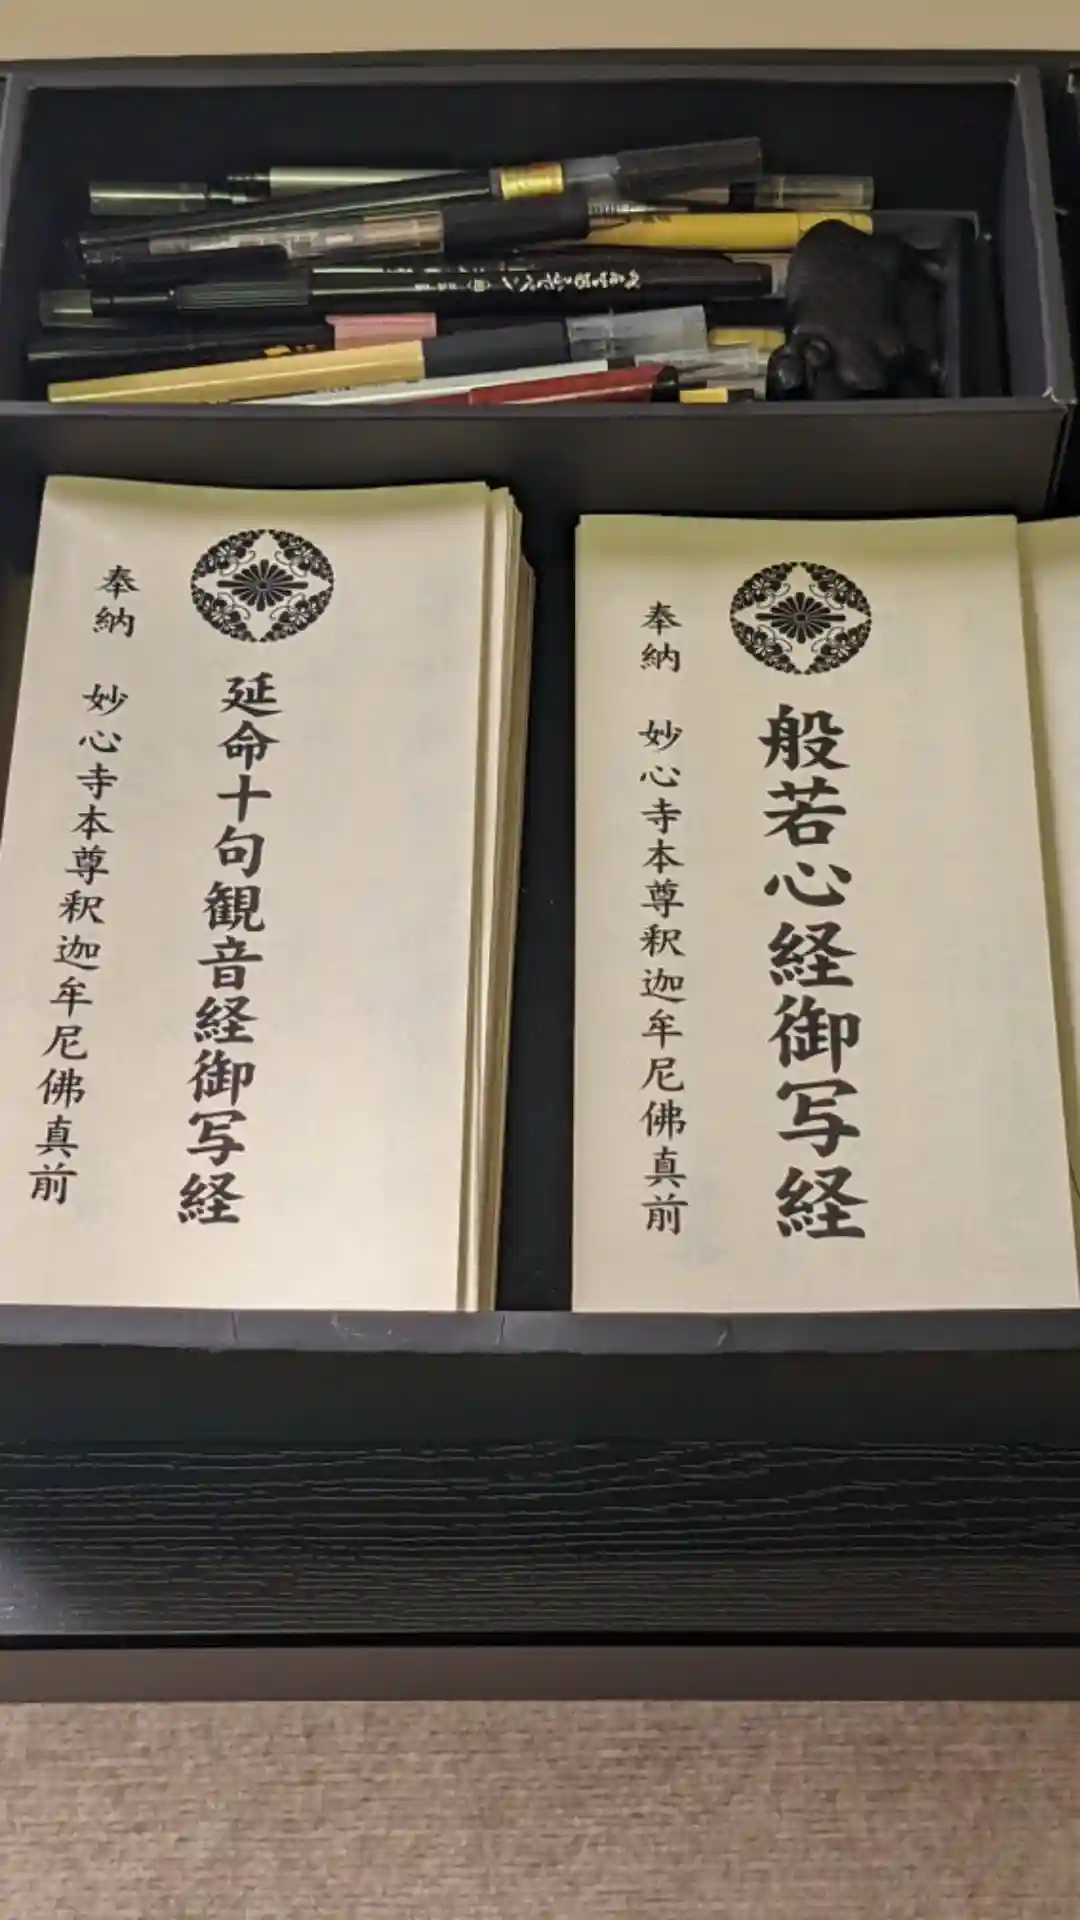 延命十句観音経御写経
奉納 妙心寺本尊釈迦牟尼佛真前
般若心経御写経
奉納 妙心寺本尊釈迦牟尼佛真前